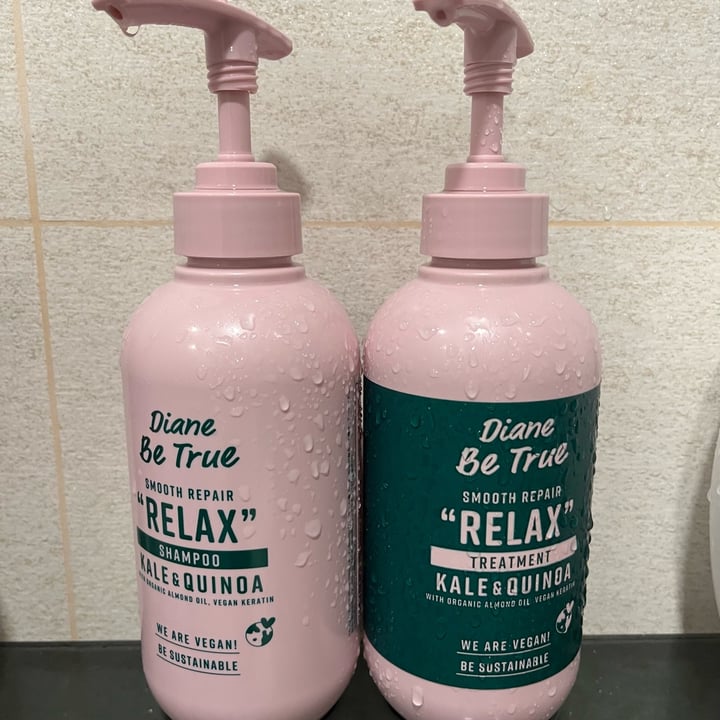 Diane
Be True
SMOOTH REPAIR
“RELAX”
SHAMPOO
KALE & QUINOA
WITH ORGANIC ALMOND OIL, VEGAN KERATIN
WE ARE VEGAN!
BE SUSTAINABLE
Diane
Be True
SMOOTH REPAIR
“RELAX”
TREATMENT
KALE & QUINOA
WITH ORGANIC ALMOND OIL, VEGAN KERATIN
WE ARE VEGAN!
BE SUSTAINABLE